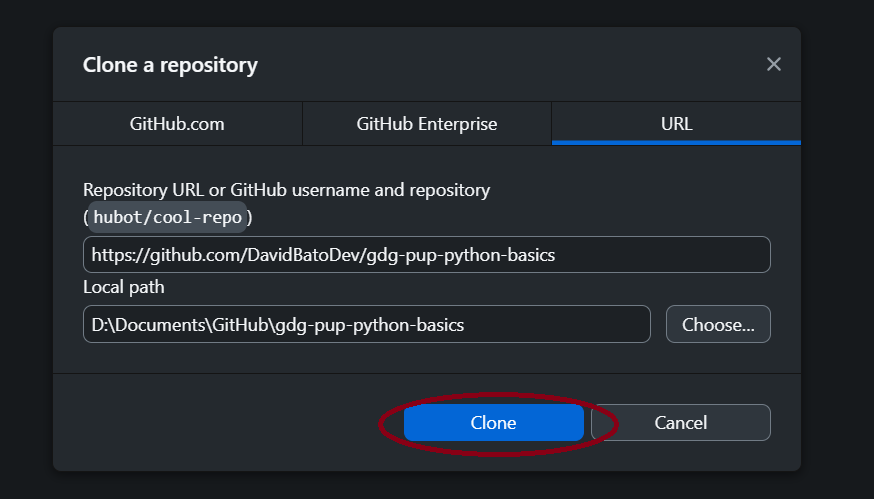 Clone a repository
GitHub.com
GitHub Enterprise
URL
Repository URL or GitHub username and repository
(hubot/cool-repo)
https://github.com/DavidBatoDev/gdg-pup-python-basics
Local path
D:\Documents\GitHub\gdg-pup-python-basics
Choose...
Clone
Cancel